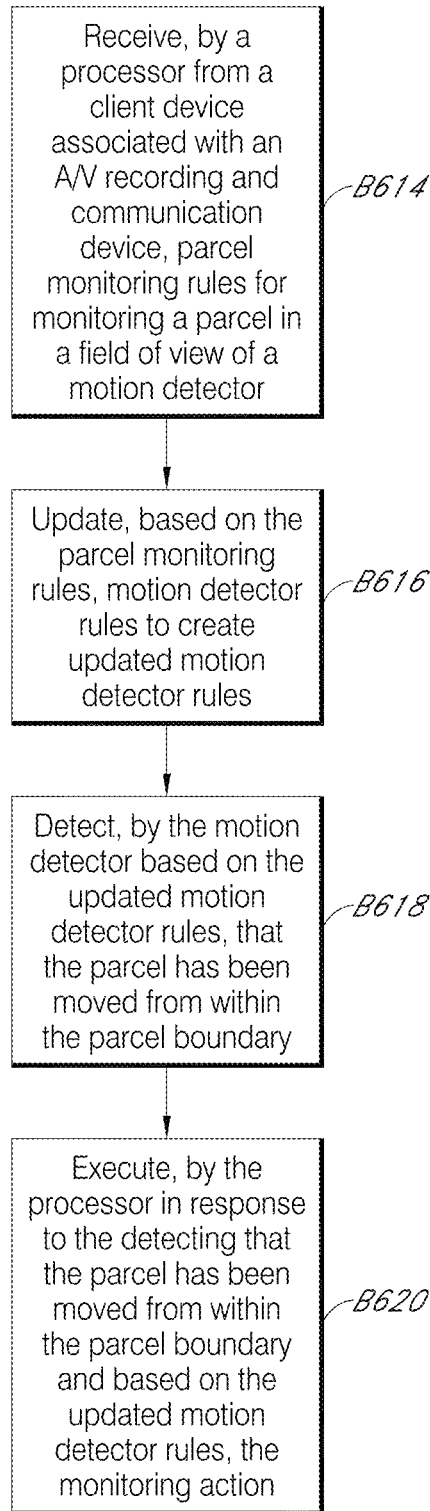 Receive, by a
processor from a
client device
associated with an
A/V recording and
communication
device, parcel
monitoring rules for
monitoring a parcel in
a field of view of a
motion detector
B614
Update, based on the
parcel monitoring
rules, motion detector
rules to create
updated motion
detector rules
B616
Detect, by the motion
detector based on the
updated motion
detector rules, that
the parcel has been
moved from within
the parcel boundary
B618
Execute, by the
processor in response
to the detecting that
the parcel has been
moved from within
the parcel boundary
and based on the
updated motion
detector rules, the
monitoring action
B620